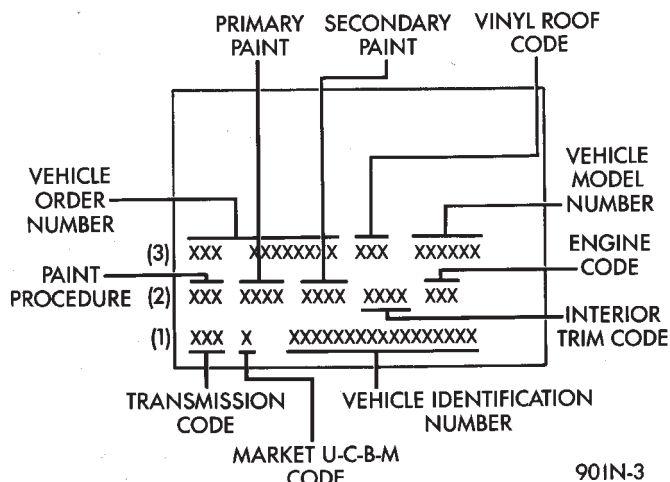 PRIMARY PAINT
SECONDARY PAINT
VINYL ROOF CODE
VEHICLE ORDER NUMBER
VEHICLE MODEL NUMBER
(3) XXX XXXXXXXX XXX XXXXXX
ENGINE CODE
PAINT PROCEDURE
(2) XXX XXXX XXXX XXXX XXX
INTERIOR TRIM CODE
(1) XXX X XXXXXXXXXXXXXXXXX
TRANSMISSION CODE
VEHICLE IDENTIFICATION NUMBER
MARKET U-C-B-M CODE
901N-3